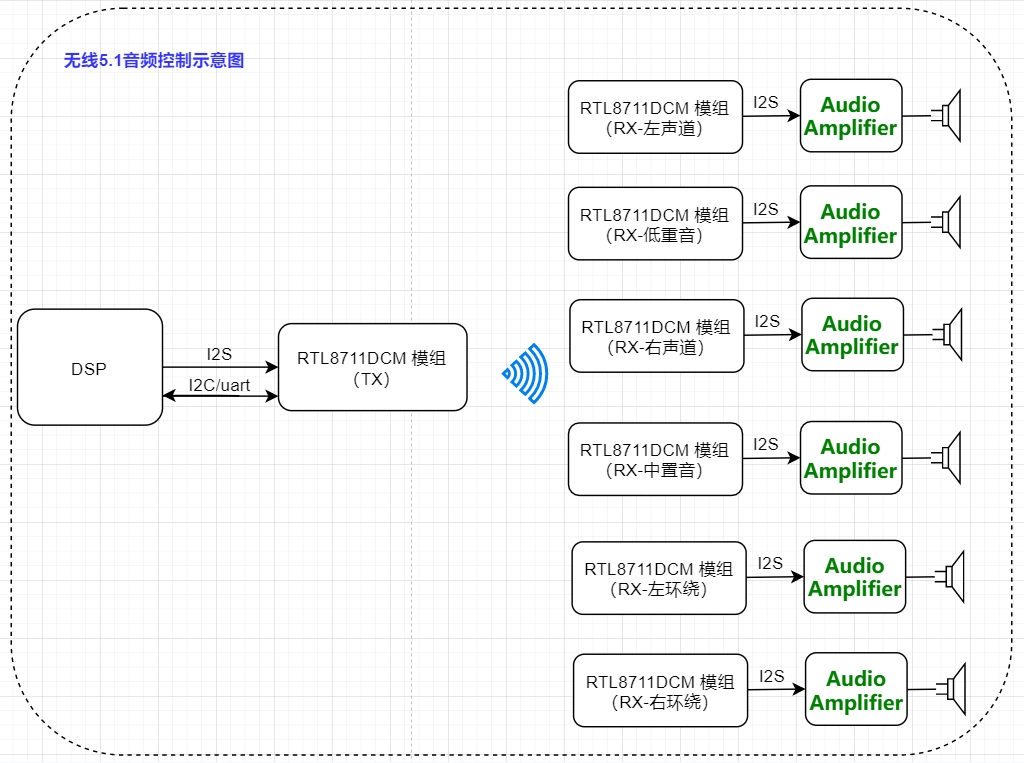 无线5.1音频控制示意图
RTL8711DCM 模组
（RX-左声道）
I2S
Audio
Amplifier
RTL8711DCM 模组
（RX-低重音）
I2S
Audio
Amplifier
RTL8711DCM 模组
（RX-右声道）
I2S
Audio
Amplifier
DSP
I2S
I2C/uart
RTL8711DCM 模组
（TX）
RTL8711DCM 模组
（RX-中置音）
I2S
Audio
Amplifier
RTL8711DCM 模组
（RX-左环绕）
I2S
Audio
Amplifier
RTL8711DCM 模组
（RX-右环绕）
I2S
Audio
Amplifier